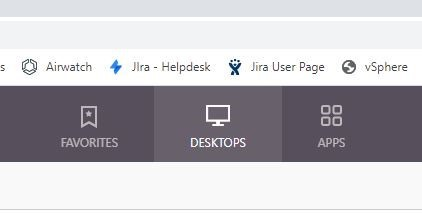 s Airwatch JIra - Helpdesk Jira User Page vSphere
FAVORITES DESKTOPS APPS